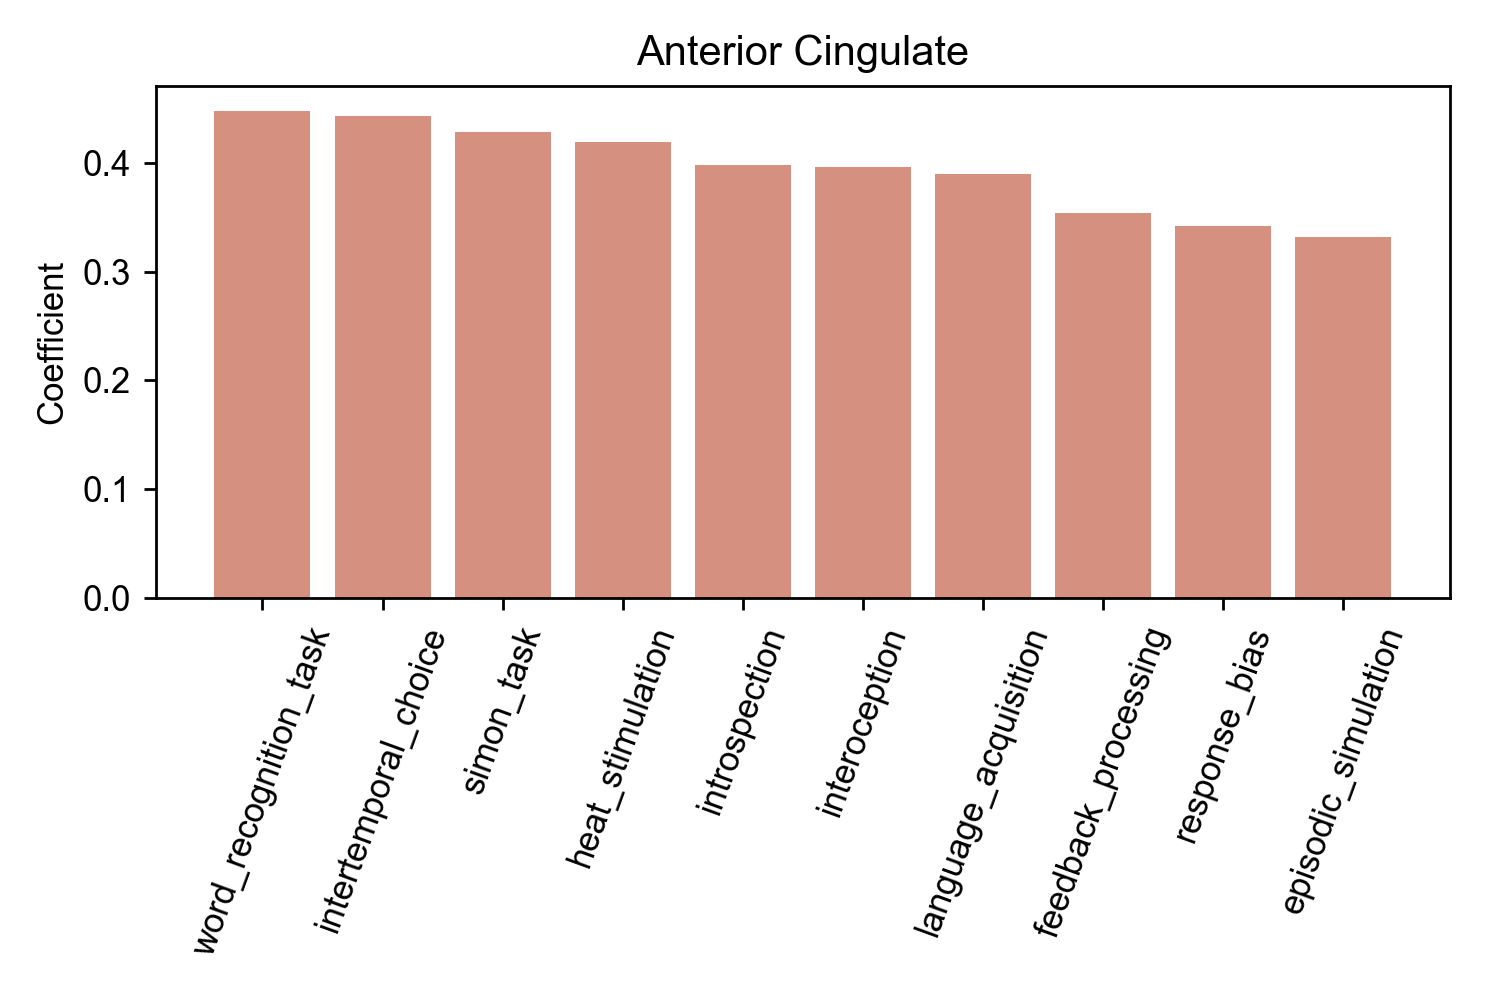 Anterior Cingulate
Coefficient
0.4
0.3
0.2
0.1
0.0
word_recognition_task
intertemporal_choice
simon_task
heat_stimulation
introspection
interoception
language_acquisition
feedback_processing
response_bias
episodic_simulation